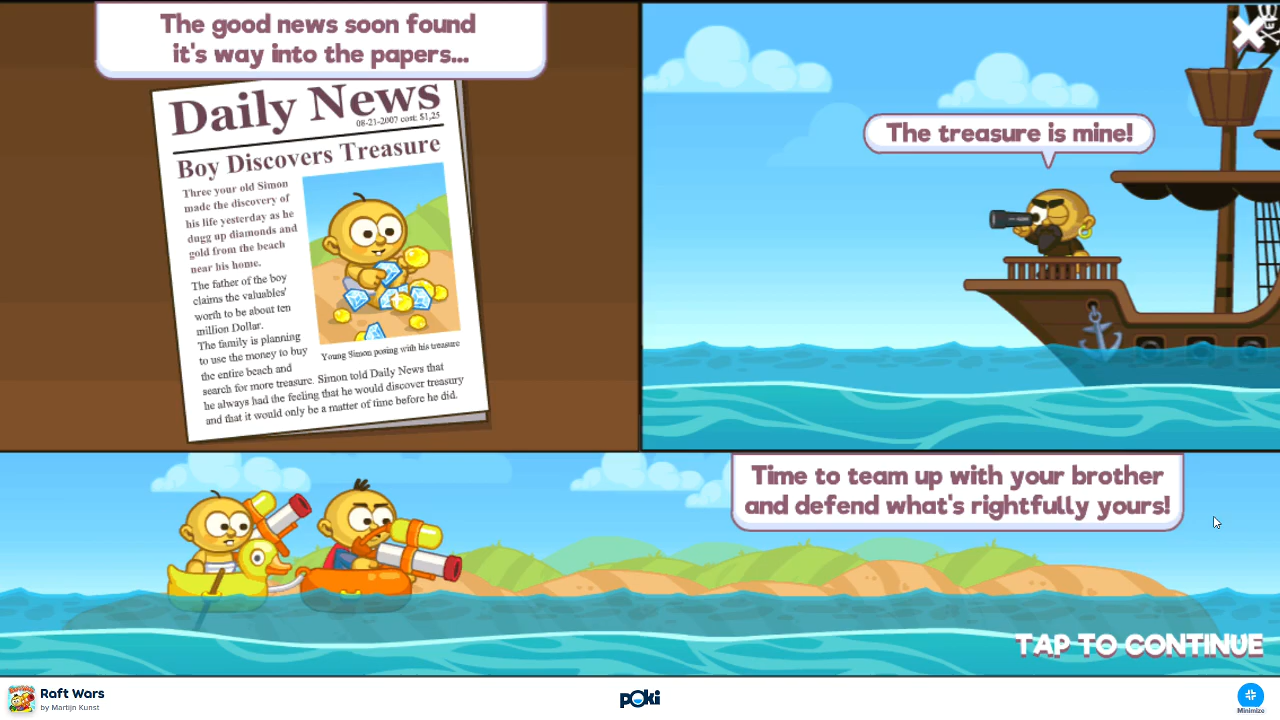 The good news soon found
it's way into the papers...
Daily News
08-21-2007 cost: $1,25
Boy Discovers Treasure
Three your old Simon
made the discovery of
his life yesterday as he
dugg up diamonds and
gold from the beach
near his home.
The father of the boy
claims the valuables'
worth to be about ten
million Dollar.
The family is planning
to use the money to buy
the entire beach and
search for more treasure. Simon told Daily News that
he always had the feeling that he would discover treasury
and that it would only be a matter of time before he did.
Young Simon posing with his treasure
The treasure is mine!
Time to team up with your brother
and defend what's rightfully yours!
TAP TO CONTINUE
Raft Wars
by Martijn Kunst
poki
Minimize